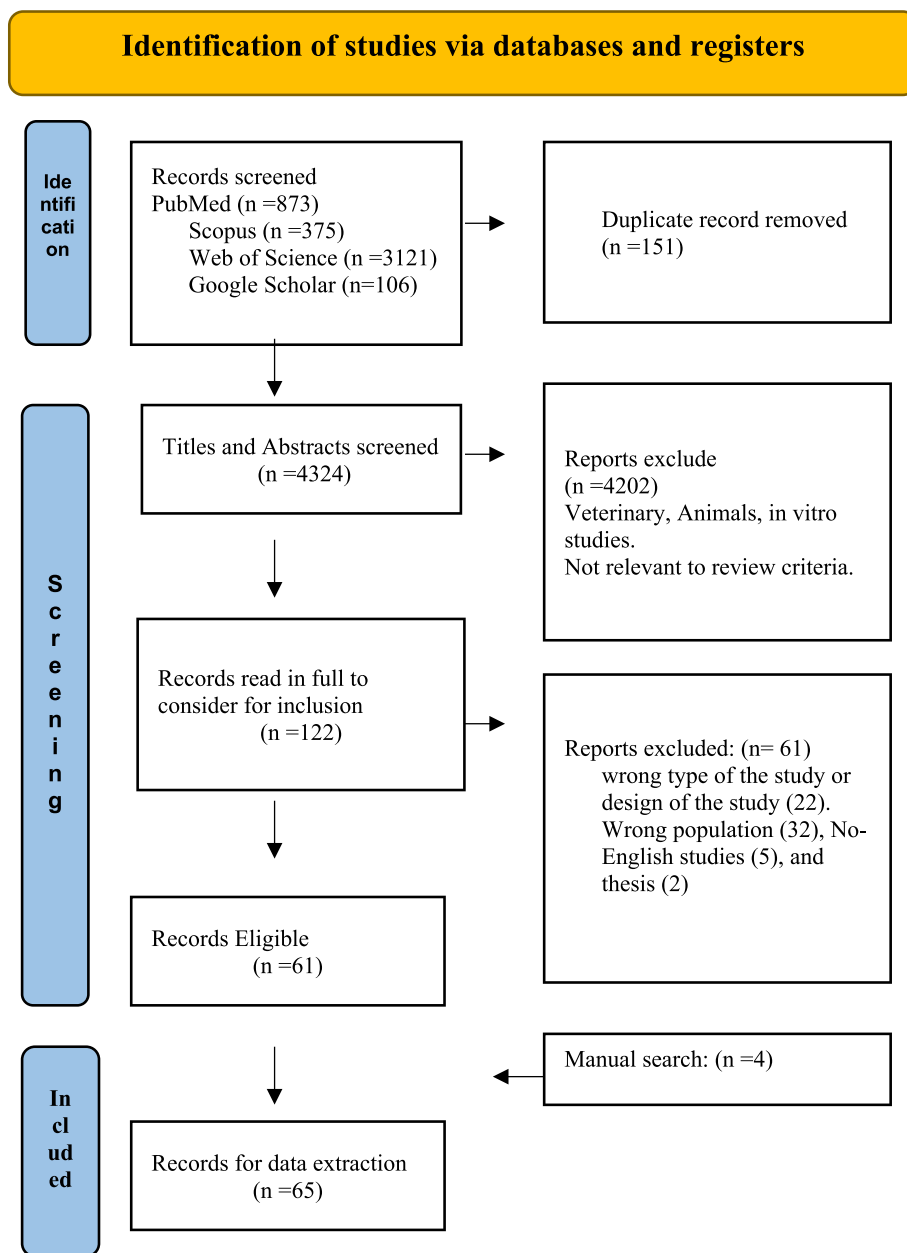 Identification of studies via databases and registers
Ide
ntifi
cati
on
Records screened
PubMed (n =873)
Scopus (n =375)
Web of Science (n =3121)
Google Scholar (n=106)
Duplicate record removed
(n =151)
S
c
r
e
e
n
i
n
g
Titles and Abstracts screened
(n =4324)
Reports exclude
(n =4202)
Veterinary, Animals, in vitro
studies.
Not relevant to review criteria.
Records read in full to
consider for inclusion
(n =122)
Reports excluded: (n= 61)
wrong type of the study or
design of the study (22).
Wrong population (32), No-
English studies (5), and
thesis (2)
Records Eligible
(n =61)
In
cl
ud
ed
Manual search: (n =4)
Records for data extraction
(n =65)